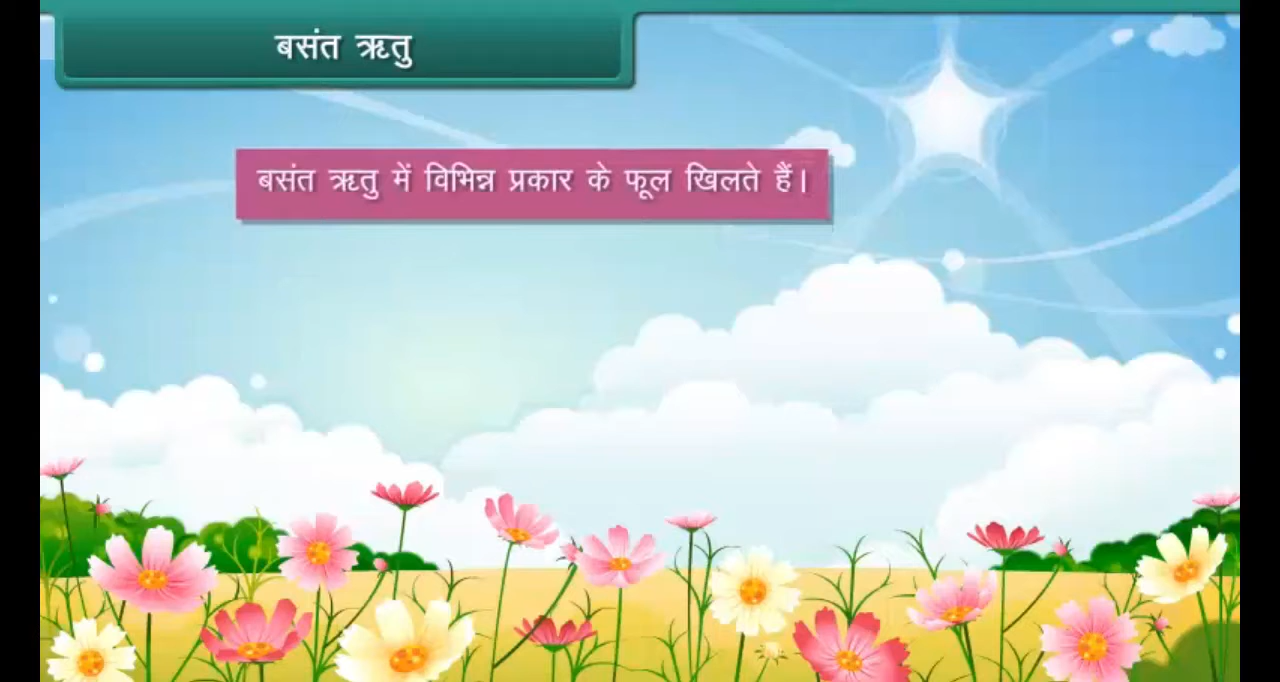 बसंत ऋतु
बसंत ऋतु में विभिन्न प्रकार के फूल खिलते हैं।